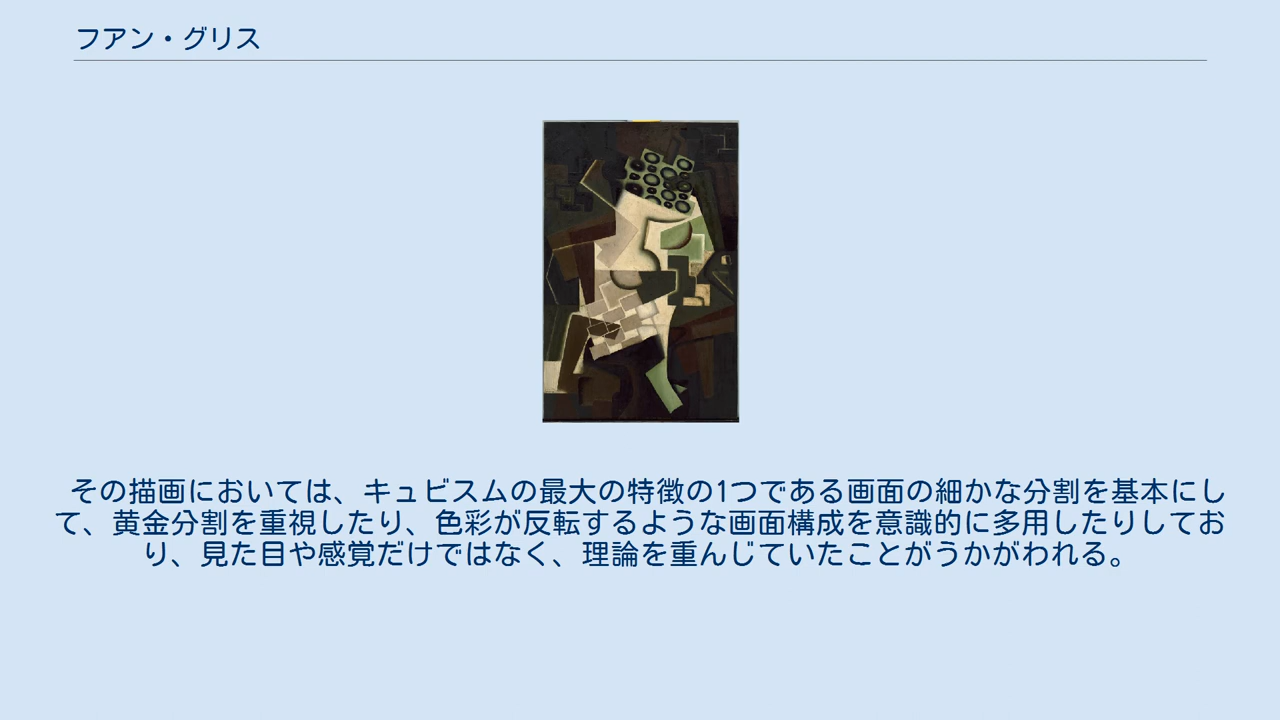 フアン・グリス
その描画においては、キュビスムの最大の特徴の1つである画面の細かな分割を基本にし
て、黄金分割を重視したり、色彩が反転するような画面構成を意識的に多用したりしてお
り、見た目や感覚だけではなく、理論を重んじていたことがうかがわれる。